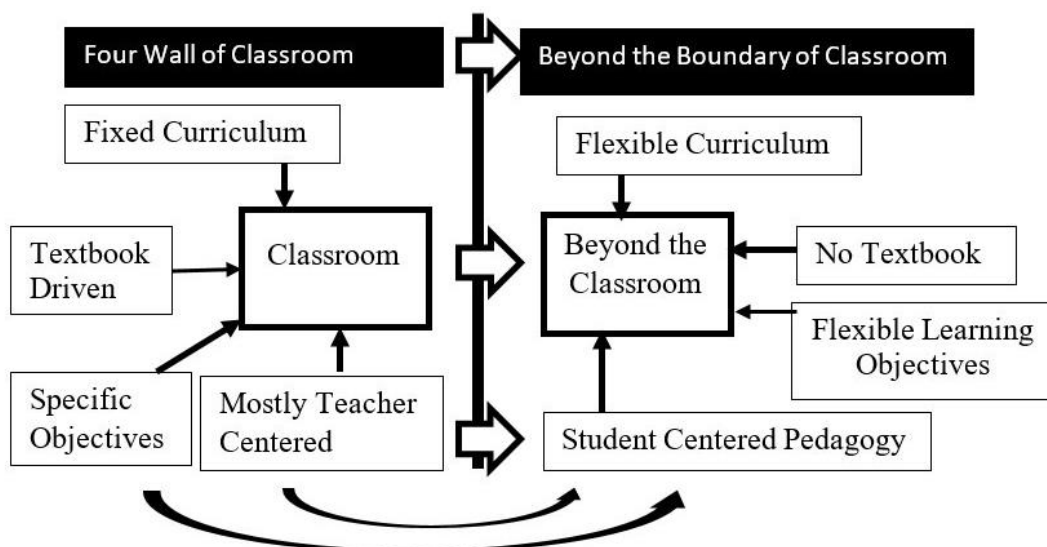 Four Wall of Classroom
Beyond the Boundary of Classroom
Fixed Curriculum
Flexible Curriculum
Textbook
Driven
Classroom
Beyond the
Classroom
No Textbook
Flexible Learning
Objectives
Specific
Objectives
Mostly Teacher
Centered
Student Centered Pedagogy